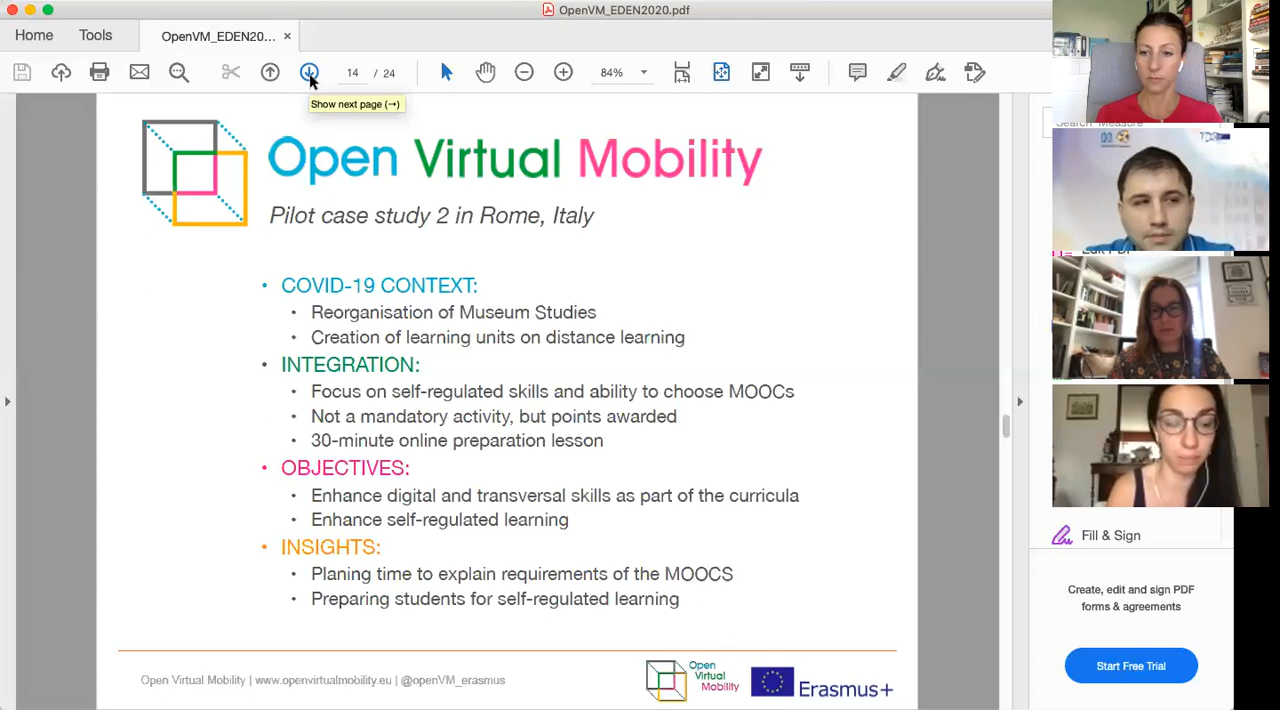 OpenVM_EDEN2020.pdf
Home
Tools
OpenVM_EDEN20...
×
14 / 24
84%
Show next page (→)
Search 'Measure'
Open Virtual Mobility
Pilot case study 2 in Rome, Italy
• COVID-19 CONTEXT:
• Reorganisation of Museum Studies
• Creation of learning units on distance learning
• INTEGRATION:
• Focus on self-regulated skills and ability to choose MOOCs
• Not a mandatory activity, but points awarded
• 30-minute online preparation lesson
• OBJECTIVES:
• Enhance digital and transversal skills as part of the curricula
• Enhance self-regulated learning
• INSIGHTS:
• Planing time to explain requirements of the MOOCS
• Preparing students for self-regulated learning
Open Virtual Mobility | www.openvirtualmobility.eu | @openVM_erasmus
Open
Virtual
Mobility
Erasmus+
Edit PDF
Fill & Sign
Create, edit and sign PDF
forms & agreements
Start Free Trial